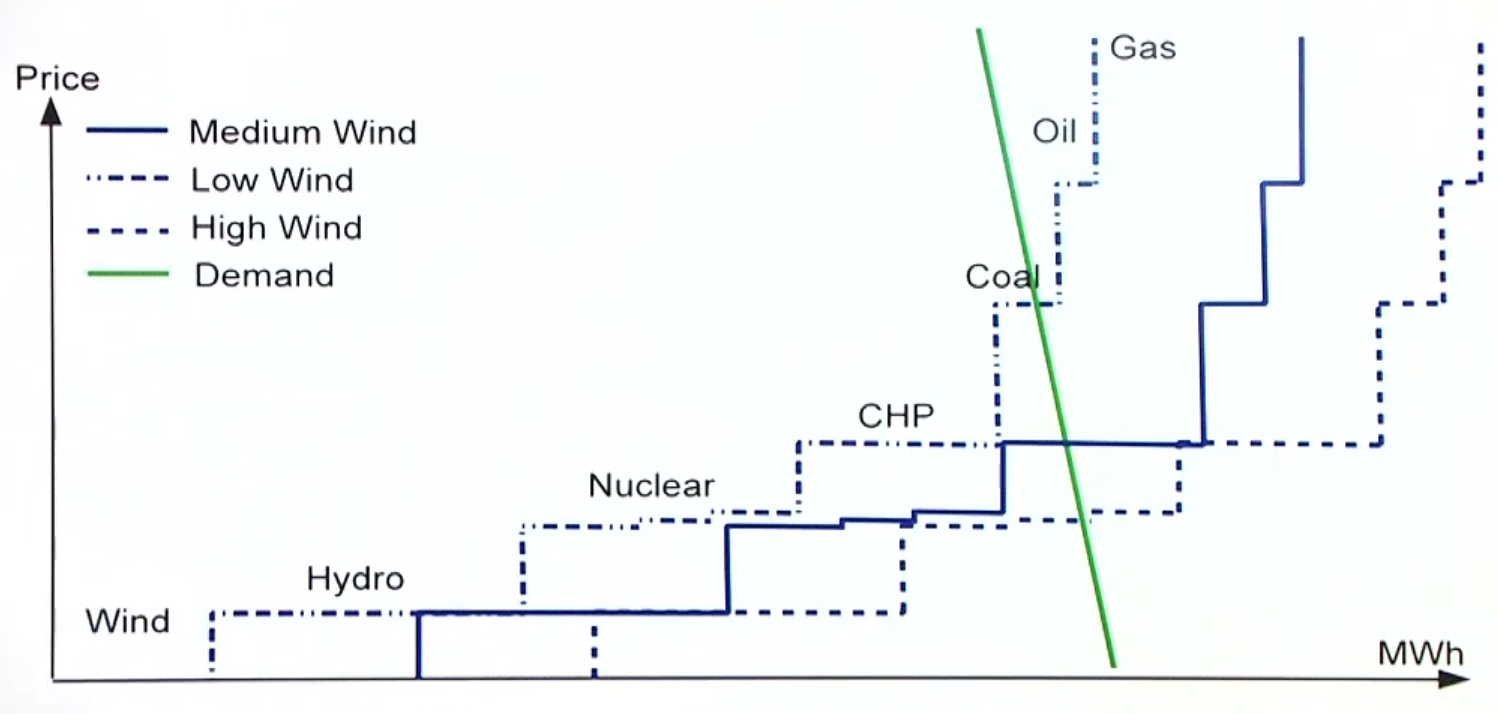 Price
Medium Wind
Low Wind
High Wind
Demand
Gas
Oil
Coal
CHP
Nuclear
Hydro
Wind
MWh